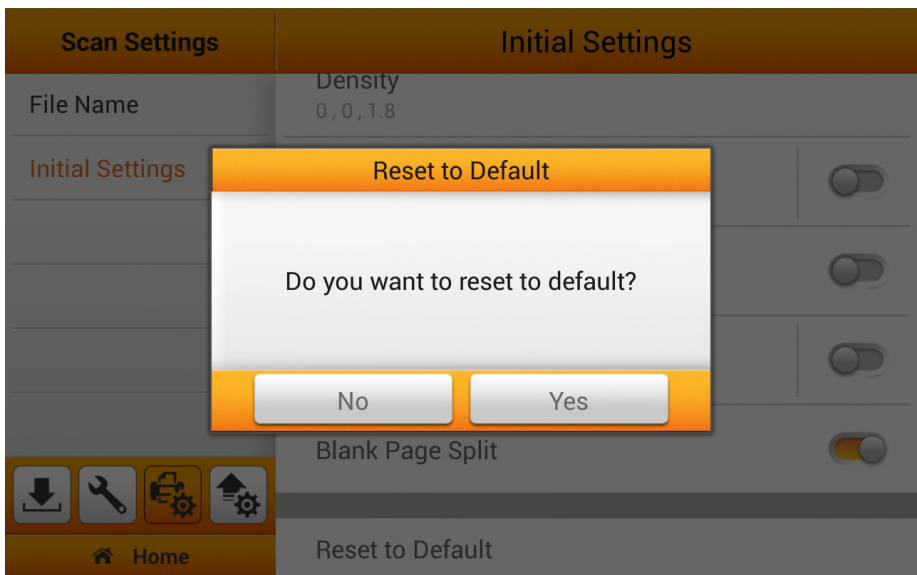 Scan Settings
Initial Settings
File Name
Initial Settings
Density
0 , 0 , 1.8
Reset to Default
Do you want to reset to default?
No
Yes
Blank Page Split
Reset to Default
Home